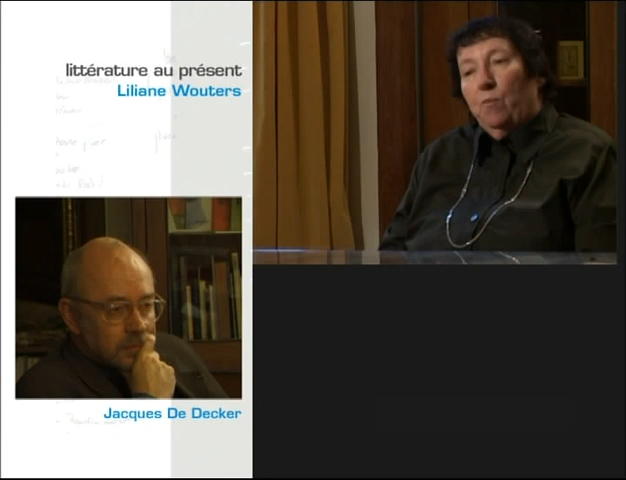 littérature au présent
Liliane Wouters
Jacques De Decker